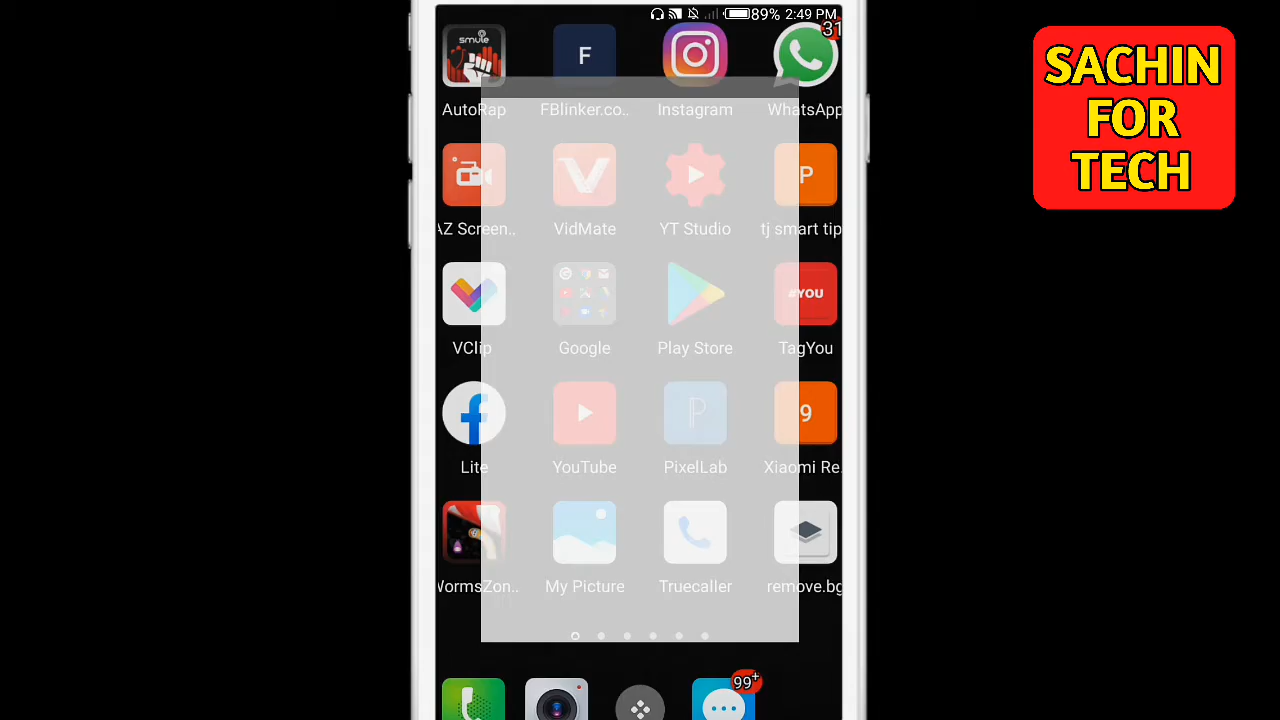 89% 2:49 PM
31
smule
F
AutoRap FBlinker.co.. Instagram WhatsApp
P
AZ Screen.. VidMate YT Studio tj smart tip
#YOU
VClip Google Play Store TagYou
9
Lite YouTube PixelLab Xiaomi Re.
WormsZon.. My Picture Truecaller remove.bg
99+
SACHIN
FOR
TECH